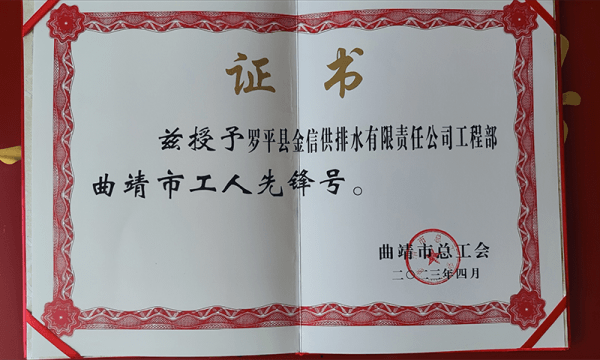 证书
兹授予罗平县金信供排水有限责任公司工程部
曲靖市工人先锋号。
曲靖市总工会
二〇二三年四月